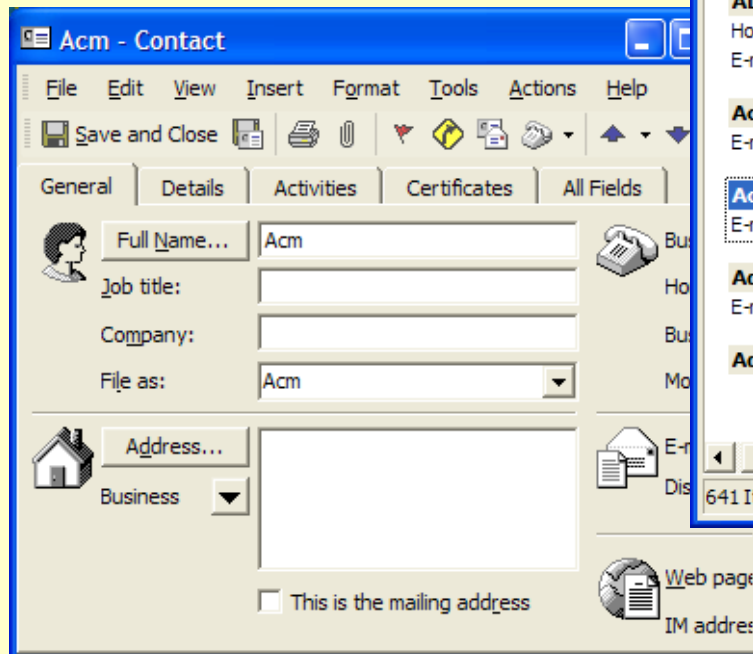 Acm - Contact
File Edit View Insert Format Tools Actions Help
Save and Close
General Details Activities Certificates All Fields
Full Name... Acm
Job title:
Company:
File as: Acm
Address...
Business
This is the mailing address
Web page
641